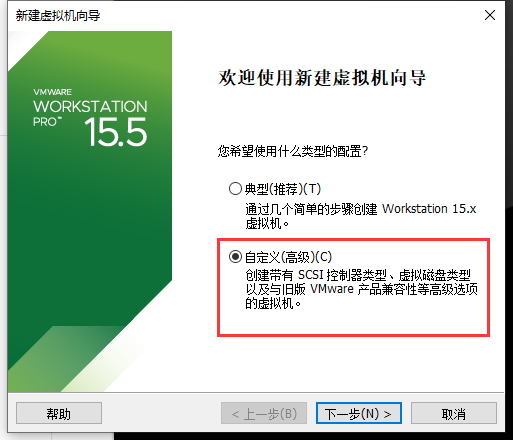 新建虚拟机向导
VMWARE
WORKSTATION
PRO™ 15.5
欢迎使用新建虚拟机向导
您希望使用什么类型的配置?
典型(推荐)(T)
通过几个简单的步骤创建 Workstation 15.x
虚拟机。
自定义(高级)(C)
创建带有 SCSI 控制器类型、虚拟磁盘类型
以及与旧版 VMware 产品兼容性等高级选项
的虚拟机。
帮助
< 上一步(B)
下一步(N) >
取消